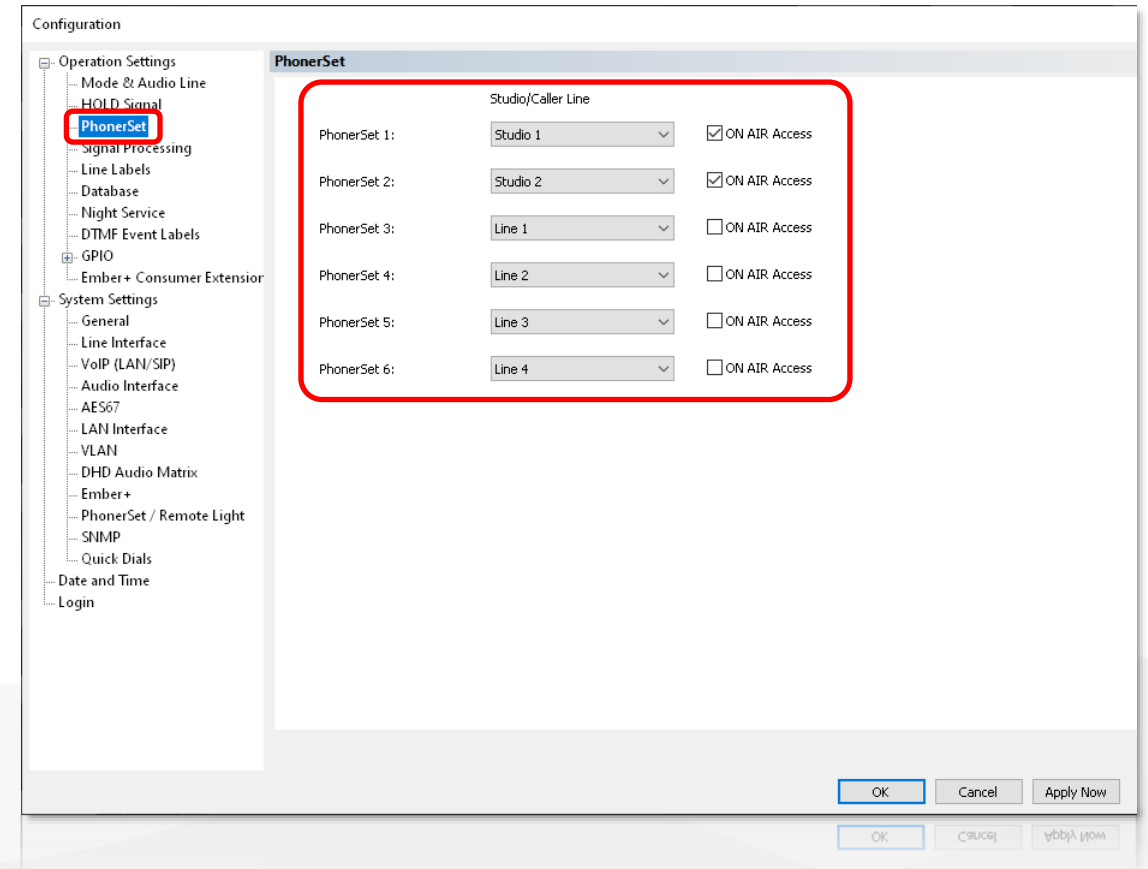 Configuration
Operation Settings
Mode & Audio Line
HOLD Signal
PhonerSet
Signal Processing
Line Labels
Database
Night Service
DTMF Event Labels
GPIO
Ember+ Consumer Extension
System Settings
General
Line Interface
VoIP (LAN/SIP)
Audio Interface
AES67
LAN Interface
VLAN
DHD Audio Matrix
Ember+
PhonerSet / Remote Light
SNMP
Quick Dials
Date and Time
Login
PhonerSet
Studio/Caller Line
PhonerSet 1: Studio 1 ON AIR Access
PhonerSet 2: Studio 2 ON AIR Access
PhonerSet 3: Line 1 ON AIR Access
PhonerSet 4: Line 2 ON AIR Access
PhonerSet 5: Line 3 ON AIR Access
PhonerSet 6: Line 4 ON AIR Access
OK Cancel Apply Now